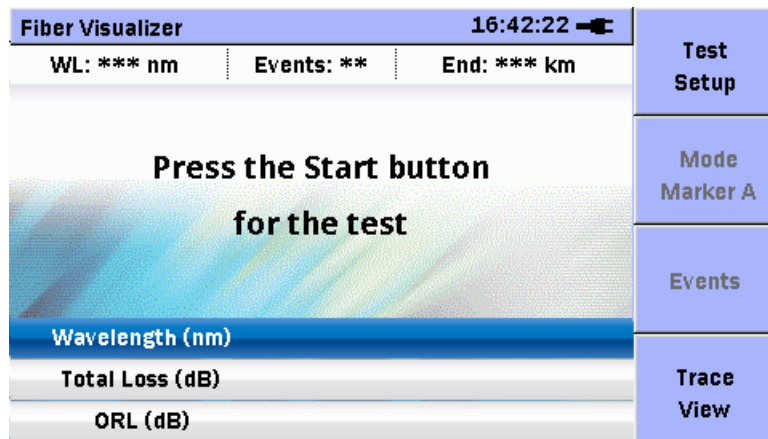 Fiber Visualizer 16:42:22
WL: *** nm Events: ** End: *** km
Press the Start button
for the test
Wavelength (nm)
Total Loss (dB)
ORL (dB)
Test
Setup
Mode
Marker A
Events
Trace
View